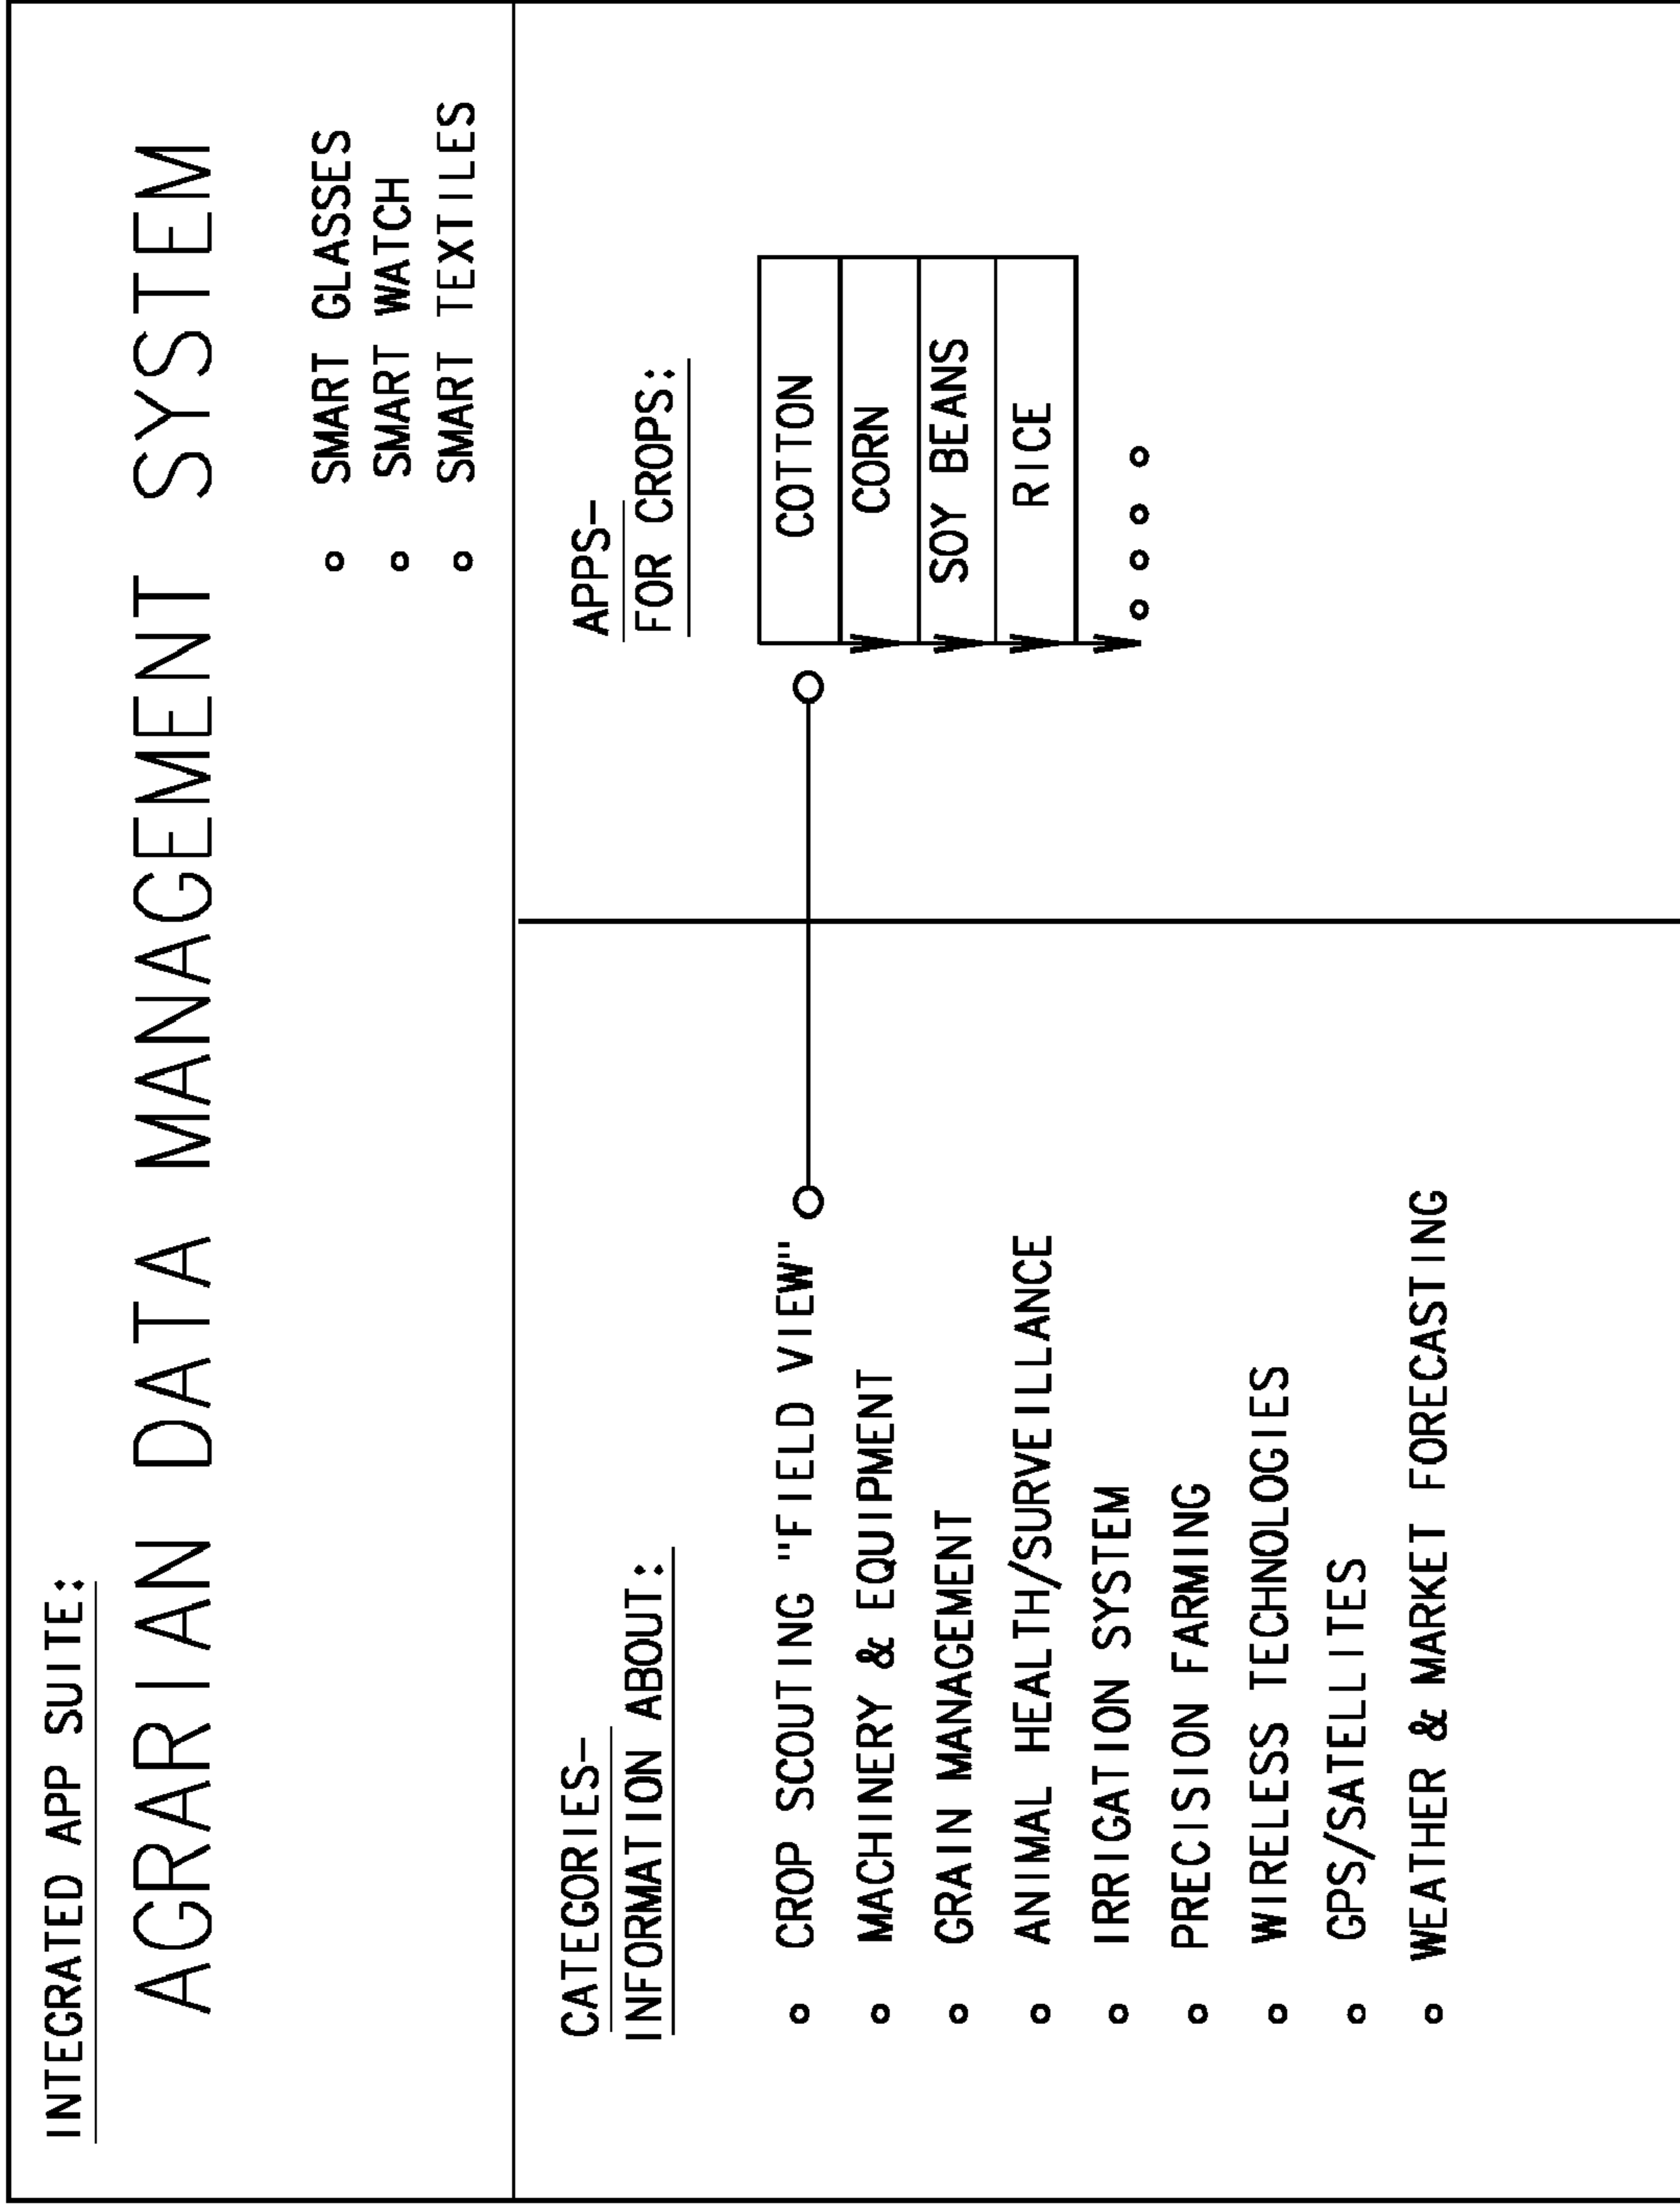 INTEGRATED APP SUITE:
AGRARIAN DATA MANAGEMENT SYSTEM
SMART GLASSES
SMART WATCH
SMART TEXTILES
CATEGORIES-
INFORMATION ABOUT:
CROP SCOUTING "FIELD VIEW"
MACHINERY & EQUIPMENT
GRAIN MANAGEMENT
ANIMAL HEALTH/SURVEILLANCE
IRRIGATION SYSTEM
PRECISION FARMING
WIRELESS TECHNOLOGIES
GPS/SATELLITES
WEATHER & MARKET FORECASTING
APPS-
FOR CROPS:
COTTON
CORN
SOY BEANS
RICE